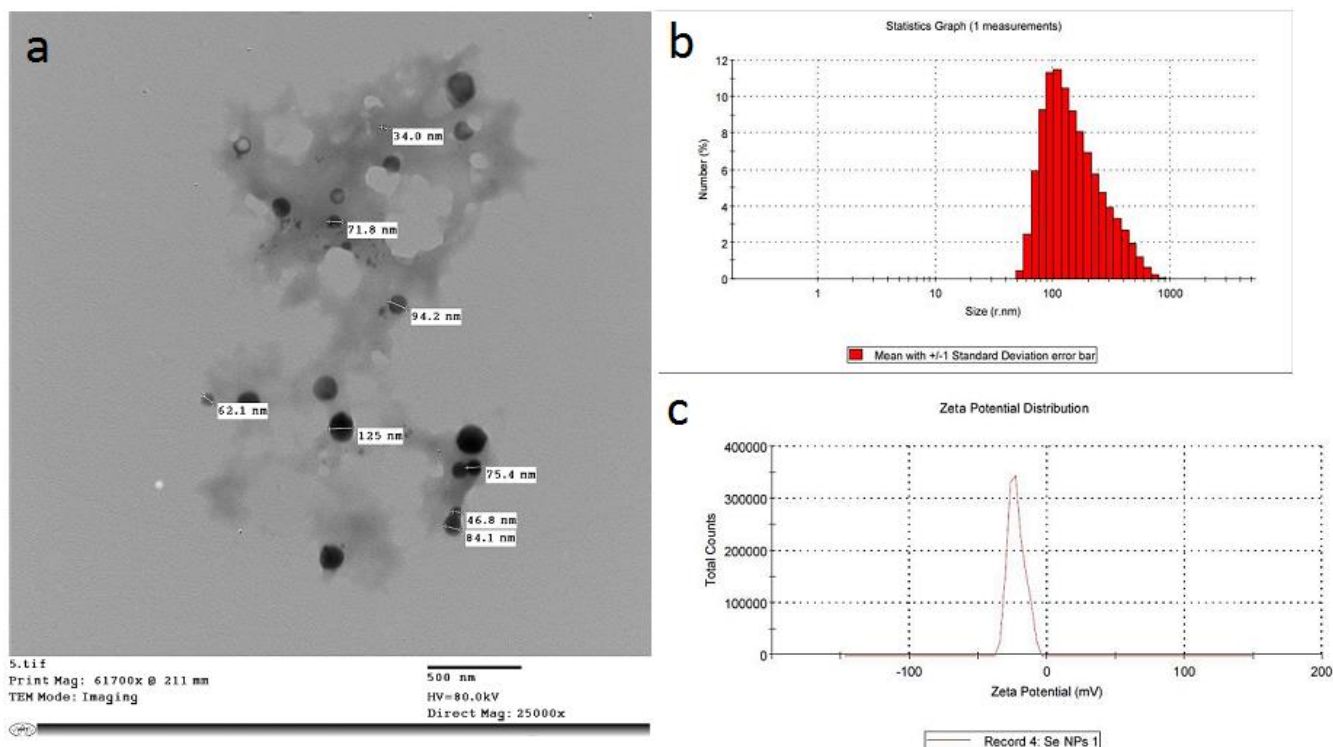 a
34.0 nm
71.8 nm
94.2 nm
62.1 nm
125 nm
75.4 nm
46.8 nm
84.1 nm
5.tif
Print Mag: 61700x @ 211 mm
TEM Mode: Imaging
500 nm
HV=80.0kV
Direct Mag: 25000x
b
Statistics Graph (1 measurements)
12
10
8
6
4
2
0
Number (%)
1
10
100
1000
Size (r.nm)
Mean with +/-1 Standard Deviation error bar
c
Zeta Potential Distribution
400000
300000
200000
100000
0
Total Counts
-100
0
100
200
Zeta Potential (mV)
Record 4: Se NPs 1